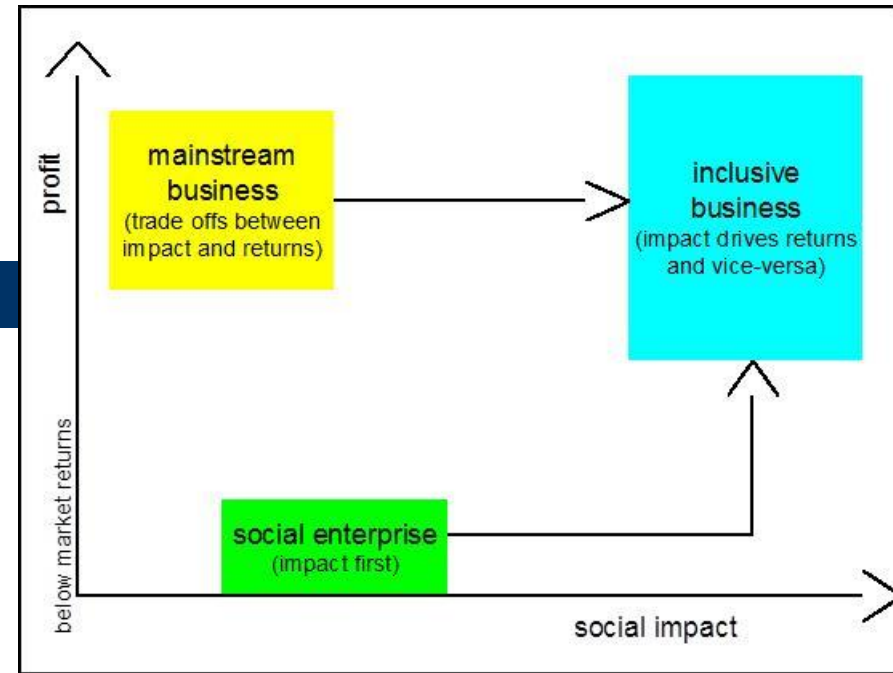 profit
below market returns
mainstream
business
(trade offs between
impact and returns)
inclusive
business
(impact drives returns
and vice-versa)
social enterprise
(impact first)
social impact